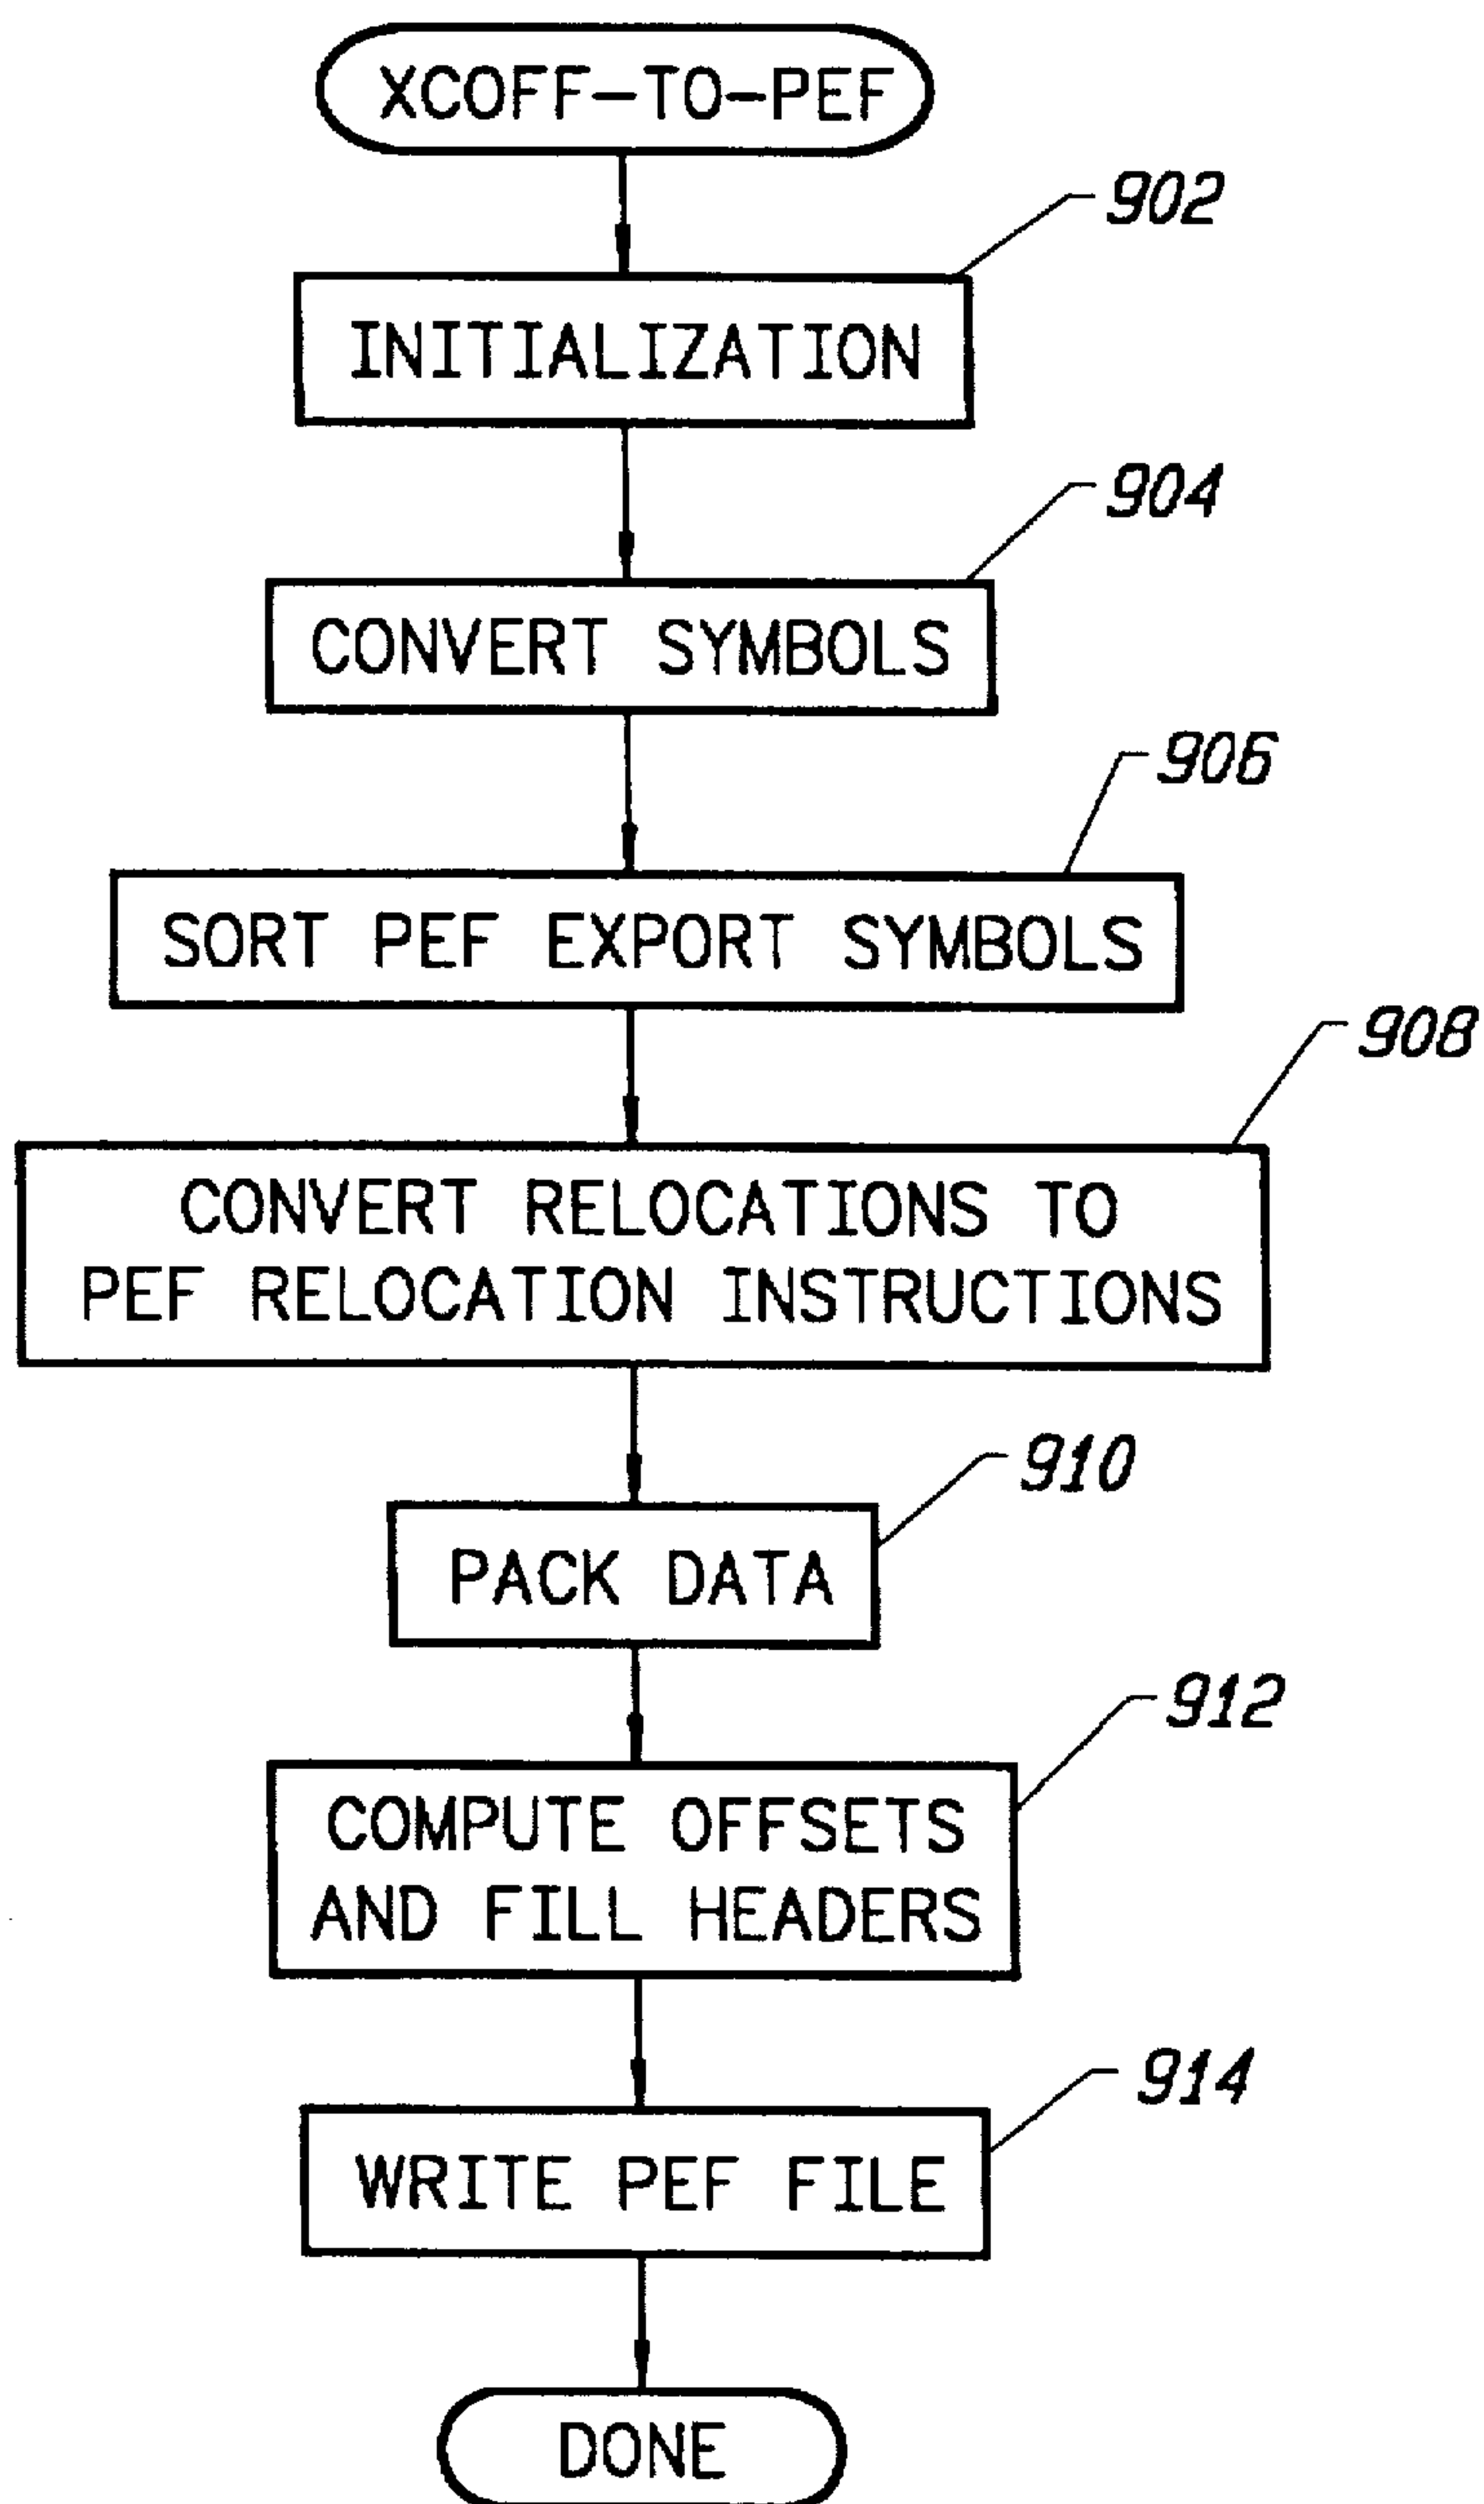 XCOFF-TO-PEF
902
INITIALIZATION
904
CONVERT SYMBOLS
906
SORT PEF EXPORT SYMBOLS
908
CONVERT RELOCATIONS TO
PEF RELOCATION INSTRUCTIONS
910
PACK DATA
912
COMPUTE OFFSETS
AND FILL HEADERS
914
WRITE PEF FILE
DONE